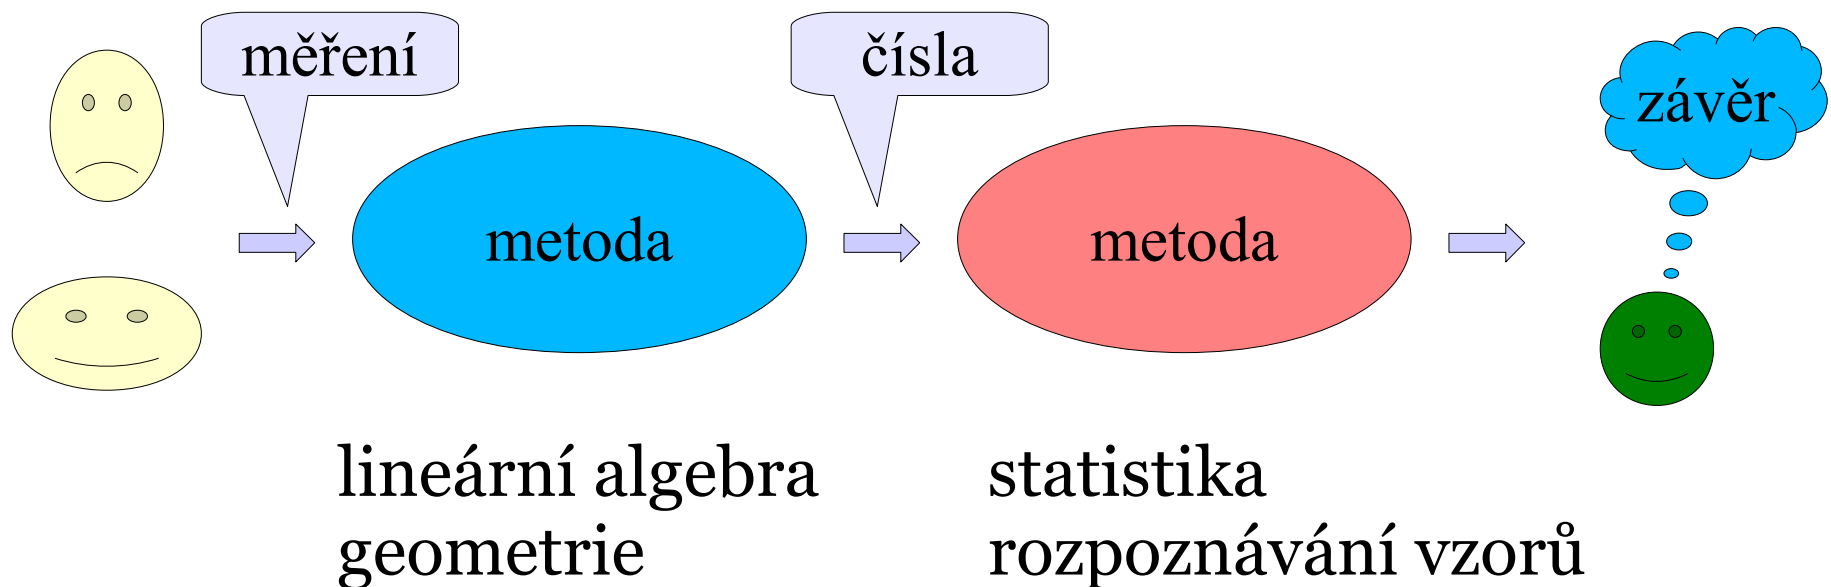 měření
čísla
závěr
metoda
metoda
lineární algebra
geometrie
statistika
rozpoznávání vzorů